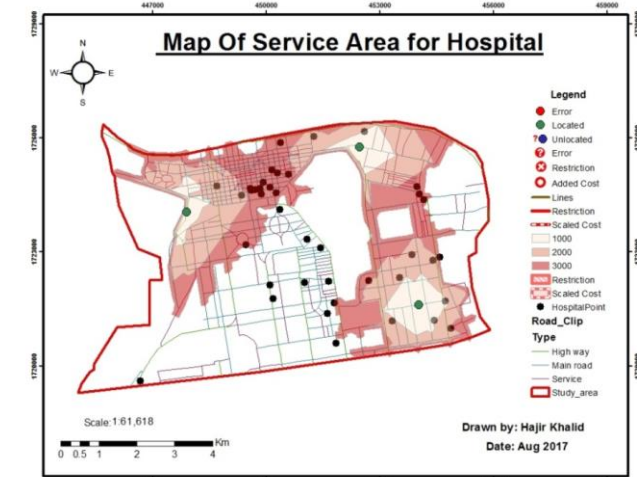 447000 450000 453000 456000 459000
Map Of Service Area for Hospital
N
W E
S
1726000
1723000
Legend
Error
Located
Unlocated
Error
Restriction
Added Cost
Lines
Restriction
Scaled Cost
1000
2000
3000
Restriction
Scaled Cost
HospitalPoint
Road_Clip
Type
High way
Main road
Service
Study_area
Scale:1:61,618
Km
0 0.5 1 2 3 4
Drawn by: Hajir Khalid
Date: Aug 2017